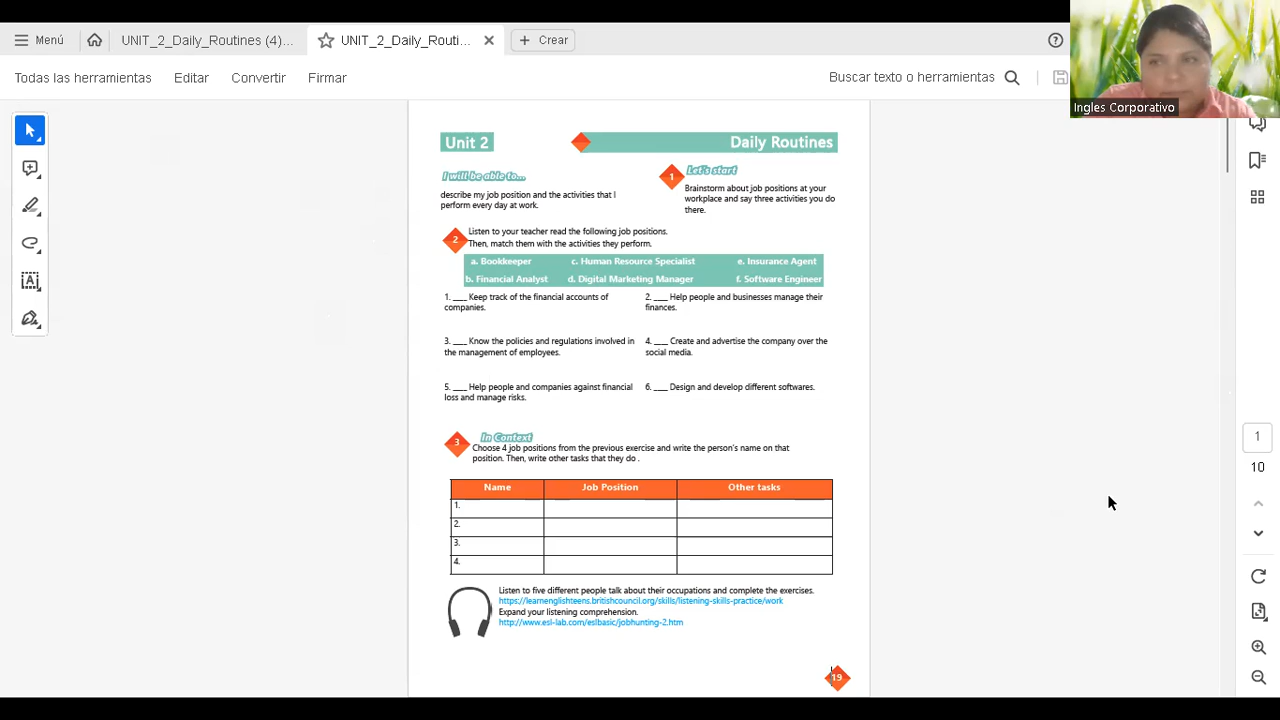 Menú
UNIT_2_Daily_Routines (4)...
UNIT_2_Daily_Routi...
Crear
Todas las herramientas
Editar
Convertir
Firmar
Buscar texto o herramientas
Ingles Corporativo
Unit 2
Daily Routines
I will be able to...
describe my job position and the activities that I
perform every day at work.
1
Let's start
Brainstorm about job positions at your
workplace and say three activities you do
there.
2
Listen to your teacher read the following job positions.
Then, match them with the activities they perform.
a. Bookkeeper c. Human Resource Specialist e. Insurance Agent
b. Financial Analyst d. Digital Marketing Manager f. Software Engineer
1. ___ Keep track of the financial accounts of
companies.
2. ___ Help people and businesses manage their
finances.
3. ___ Know the policies and regulations involved in
the management of employees.
4. ___ Create and advertise the company over the
social media.
5. ___ Help people and companies against financial
loss and manage risks.
6. ___ Design and develop different softwares.
3
In Context
Choose 4 job positions from the previous exercise and write the person's name on that
position. Then, write other tasks that they do .
Name Job Position Other tasks
1.
2.
3.
4.
Listen to five different people talk about their occupations and complete the exercises.
https://learnenglishteens.britishcouncil.org/skills/listening-skills-practice/work
Expand your listening comprehension.
http://www.esl-lab.com/eslbasic/jobhunting-2.htm
19
1
10